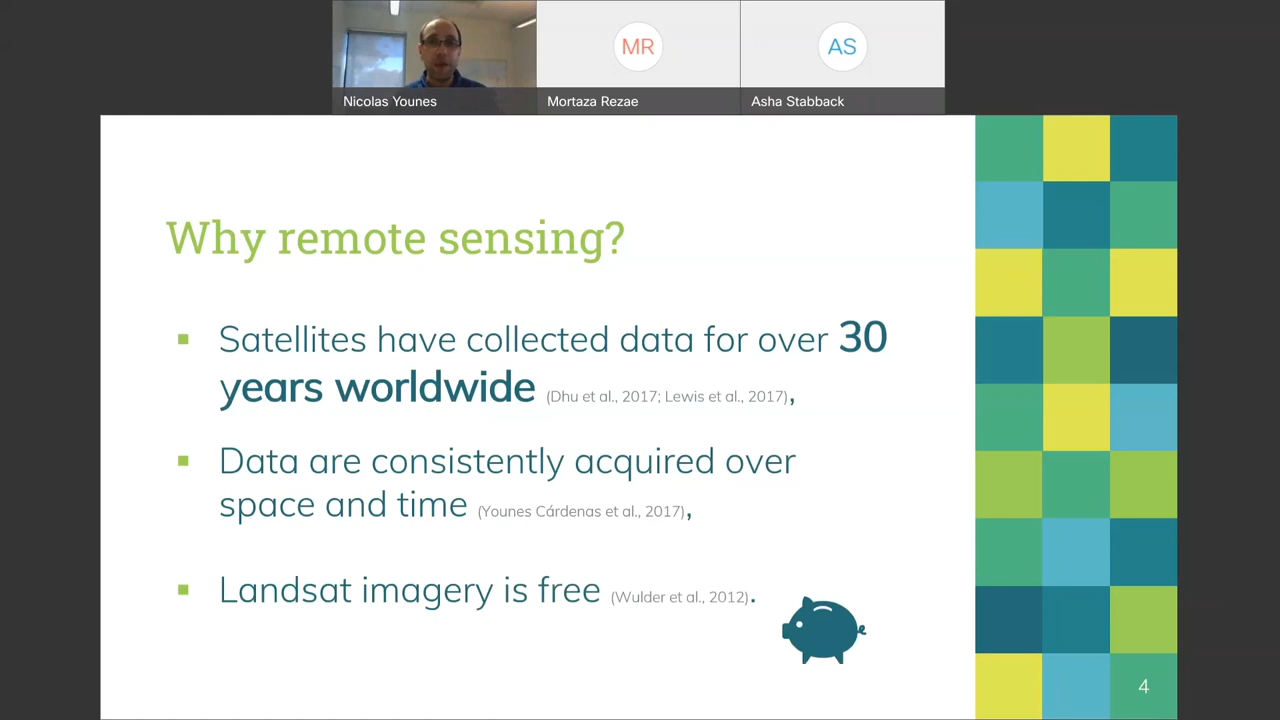 MR
AS
Nicolas Younes
Mortaza Rezae
Asha Stabback
Why remote sensing?
▪ Satellites have collected data for over 30
years worldwide (Dhu et al., 2017; Lewis et al., 2017),
▪ Data are consistently acquired over
space and time (Younes Cárdenas et al., 2017),
▪ Landsat imagery is free (Wulder et al., 2012).
4